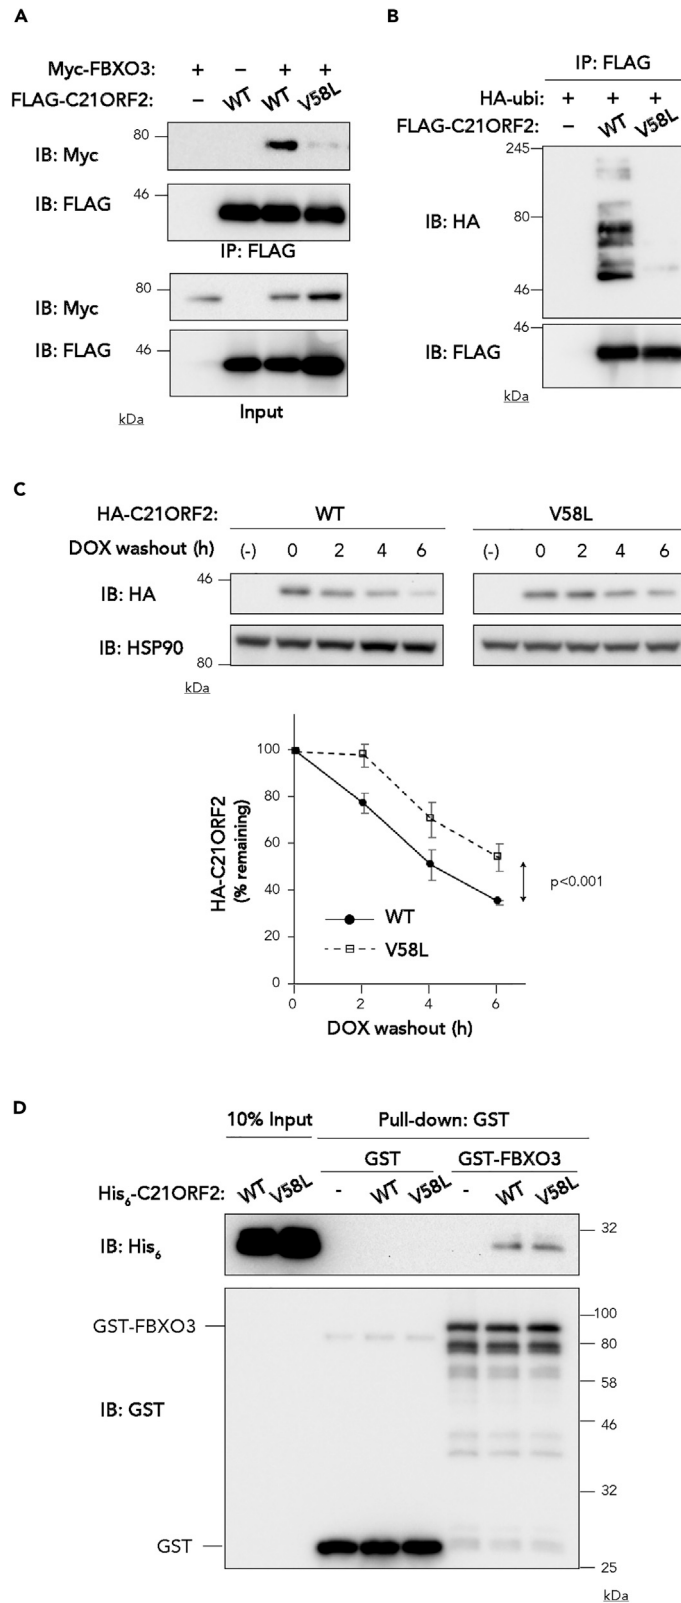 A
Myc-FBXO3: + – + +
FLAG-C21ORF2: – WT WT V58L
80
IB: Myc
46
IB: FLAG
IP: FLAG
80
IB: Myc
46
IB: FLAG
kDa
Input
B
IP: FLAG
HA-ubi: + + +
FLAG-C21ORF2: – WT V58L
245
80
IB: HA
46
46
IB: FLAG
kDa
C
HA-C21ORF2: WT V58L
DOX washout (h) (-) 0 2 4 6 (-) 0 2 4 6
46
IB: HA
IB: HSP90
80
kDa
100
80
60
40
20
0
HA-C21ORF2
(% remaining)
p<0.001
WT
V58L
0 2 4 6
DOX washout (h)
D
10% Input Pull-down: GST
GST GST-FBXO3
His6-C21ORF2: WT V58L - WT V58L - WT V58L
32
IB: His6
GST-FBXO3
100
80
58
IB: GST
46
32
GST
25
kDa